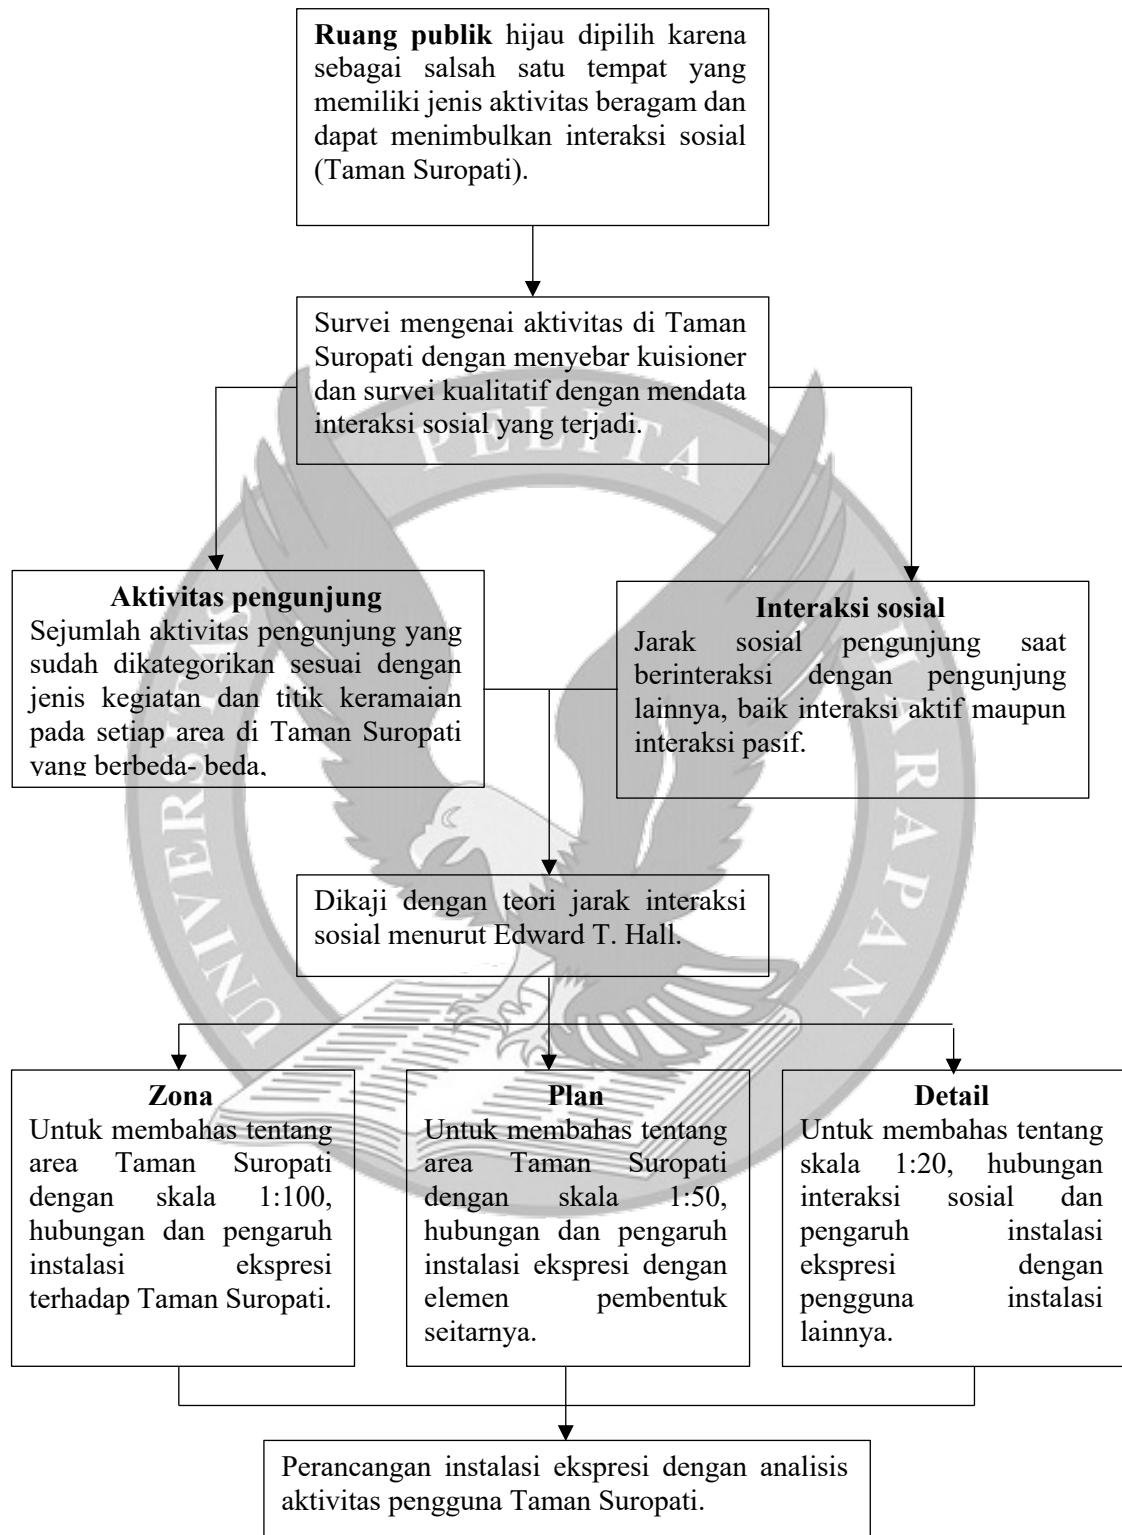 Ruang publik hijau dipilih karena
sebagai salsah satu tempat yang
memiliki jenis aktivitas beragam dan
dapat menimbulkan interaksi sosial
(Taman Suropati).
Survei mengenai aktivitas di Taman
Suropati dengan menyebar kuisioner
dan survei kualitatif dengan mendata
interaksi sosial yang terjadi.
Aktivitas pengunjung
Sejumlah aktivitas pengunjung yang
sudah dikategorikan sesuai dengan
jenis kegiatan dan titik keramaian
pada setiap area di Taman Suropati
yang berbeda- beda.
Interaksi sosial
Jarak sosial pengunjung saat
berinteraksi dengan pengunjung
lainnya, baik interaksi aktif maupun
interaksi pasif.
Dikaji dengan teori jarak interaksi
sosial menurut Edward T. Hall.
Zona
Untuk membahas tentang
area Taman Suropati
dengan skala 1:100,
hubungan dan pengaruh
instalasi ekspresi
terhadap Taman Suropati.
Plan
Untuk membahas tentang
area Taman Suropati
dengan skala 1:50,
hubungan dan pengaruh
instalasi ekspresi dengan
elemen pembentuk
seitarnya.
Detail
Untuk membahas tentang
skala 1:20, hubungan
interaksi sosial dan
pengaruh instalasi
ekspresi dengan
pengguna instalasi
lainnya.
Perancangan instalasi ekspresi dengan analisis
aktivitas pengguna Taman Suropati.
UNIVERSITAS PELITA HARAPAN